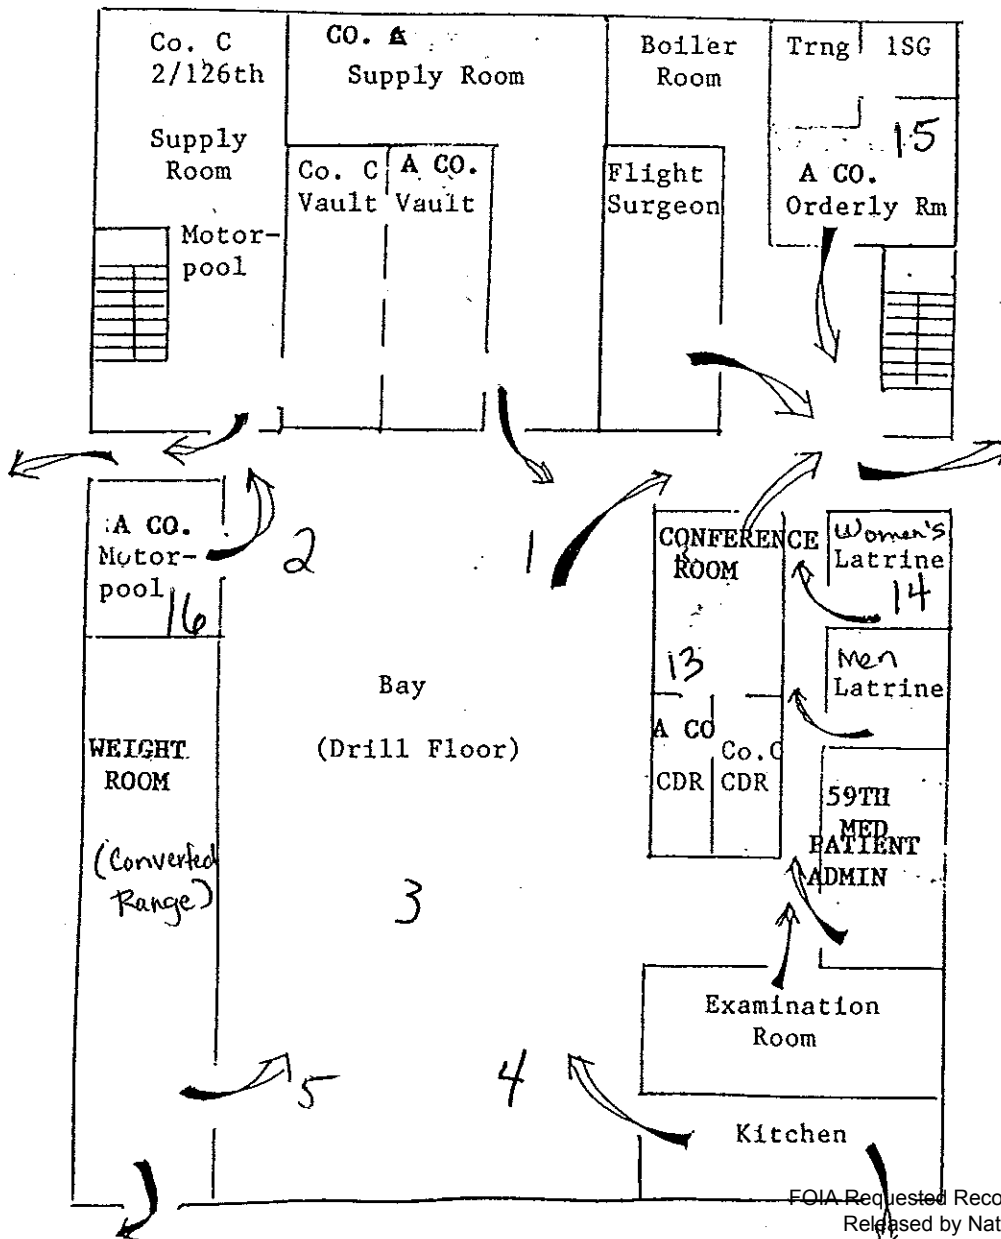 Co. C
2/126th
Supply
Room
Motor-
pool
CO. A
Supply Room
Co. C
Vault
A CO.
Vault
Boiler
Room
Flight
Surgeon
Trng
1SG
15
A CO.
Orderly Rm
A CO.
Motor-
pool
16
2
1
CONFERENCE
ROOM
13
Women's
Latrine
14
Men
Latrine
Bay
(Drill Floor)
A CO
CDR
Co.C
CDR
WEIGHT
ROOM
(Converted
Range)
59TH
MED
PATIENT
ADMIN
3
Examination
Room
5
4
Kitchen
FOIA Requested Reco
Released by Nat